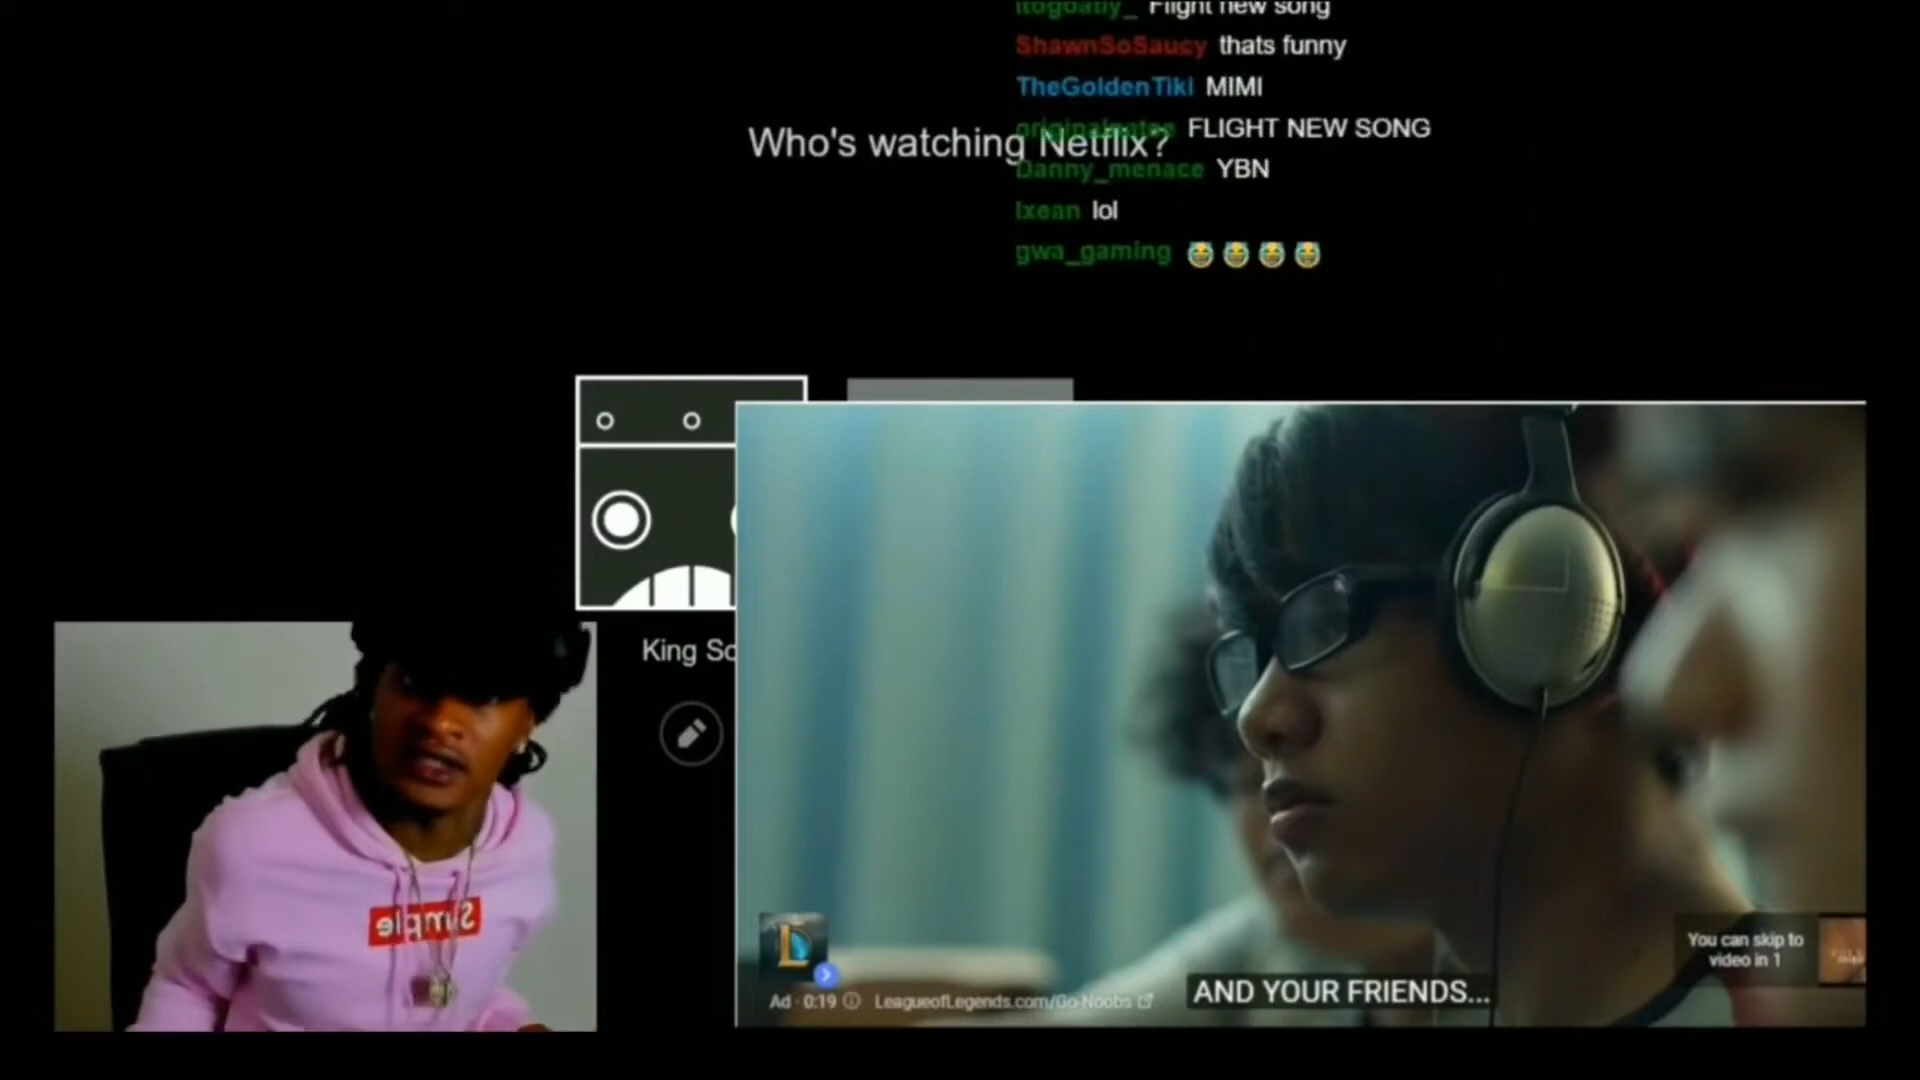 Flight new song
ShawnSoSaucy thats funny
TheGoldenTiki MIMI
FLIGHT NEW SONG
Who's watching Netflix?
Danny_menace YBN
lxean lol
gwa_gaming 😂 😂 😂 😂
King
Simple
You can skip to
video in 1
AND YOUR FRIENDS...
Ad · 0:19 LeagueofLegends.com/Go-Noobs